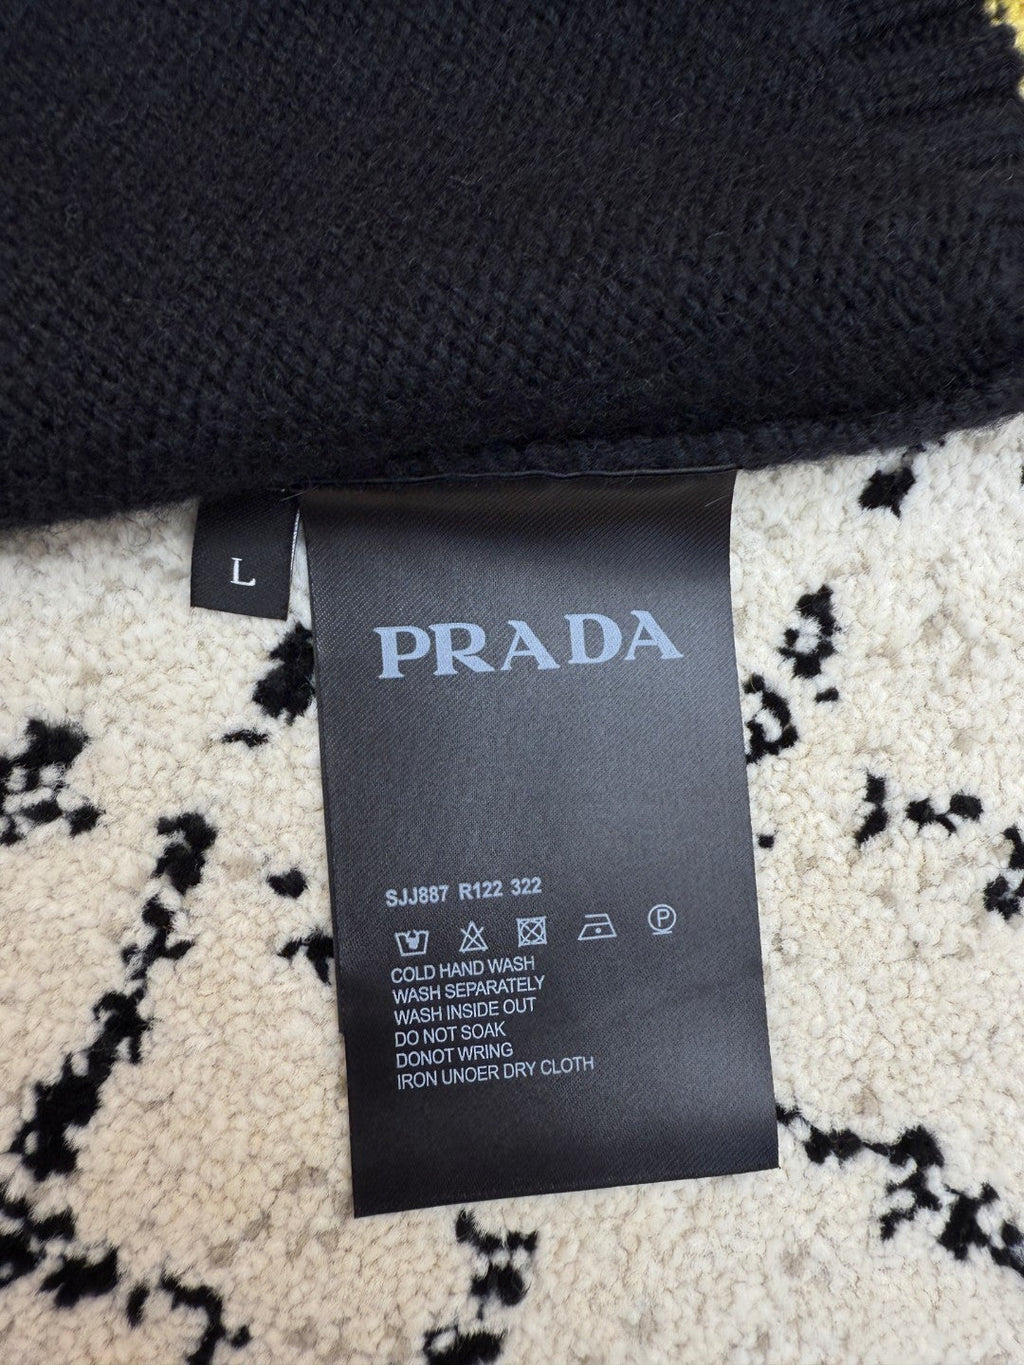 L
PRADA
SJJ887 R122 322
P
COLD HAND WASH
WASH SEPARATELY
WASH INSIDE OUT
DO NOT SOAK
DONOT WRING
IRON UNOER DRY CLOTH